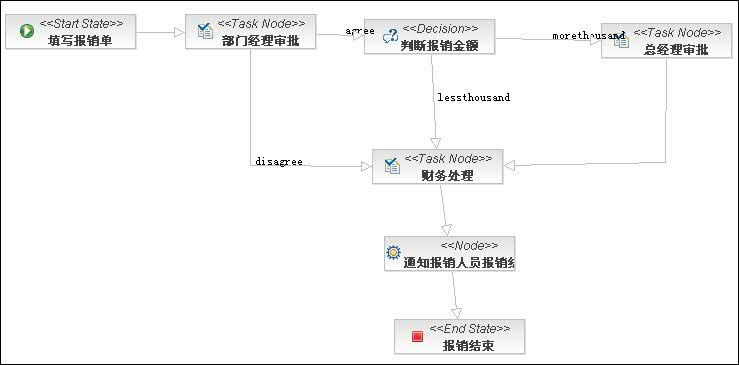 <<Start State>>
填写报销单
<<Task Node>>
部门经理审批
agree
<<Decision>>
判断报销金额
morethousand
<<Task Node>>
总经理审批
lessthousand
disagree
<<Task Node>>
财务处理
<<Node>>
通知报销人员报销结
<<End State>>
报销结束